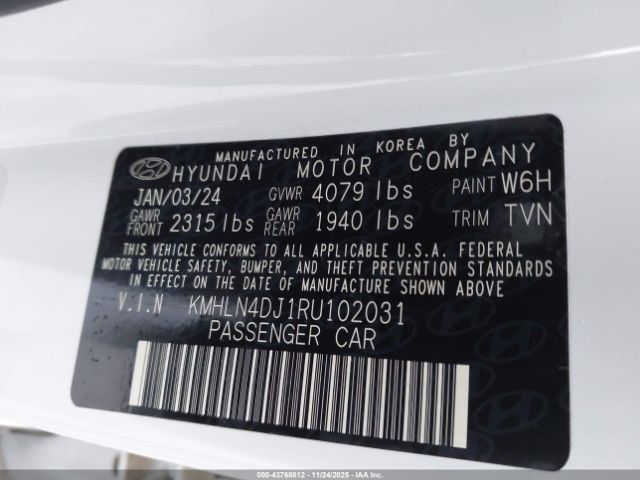 MANUFACTURED IN KOREA BY
HYUNDAI MOTOR COMPANY
JAN/03/24 GVWR 4079 lbs PAINT W6H
GAWR FRONT 2315 lbs GAWR REAR 1940 lbs TRIM TVN
THIS VEHICLE CONFORMS TO ALL APPLICABLE U.S.A. FEDERAL
MOTOR VEHICLE SAFETY, BUMPER, AND THEFT PREVENTION STANDARDS
IN EFFECT ON THE DATE OF MANUFACTURE SHOWN ABOVE.
V.I.N KMHLN4DJ1RU102031
PASSENGER CAR
000-43768812 - 11/24/2025 - IAA, Inc.